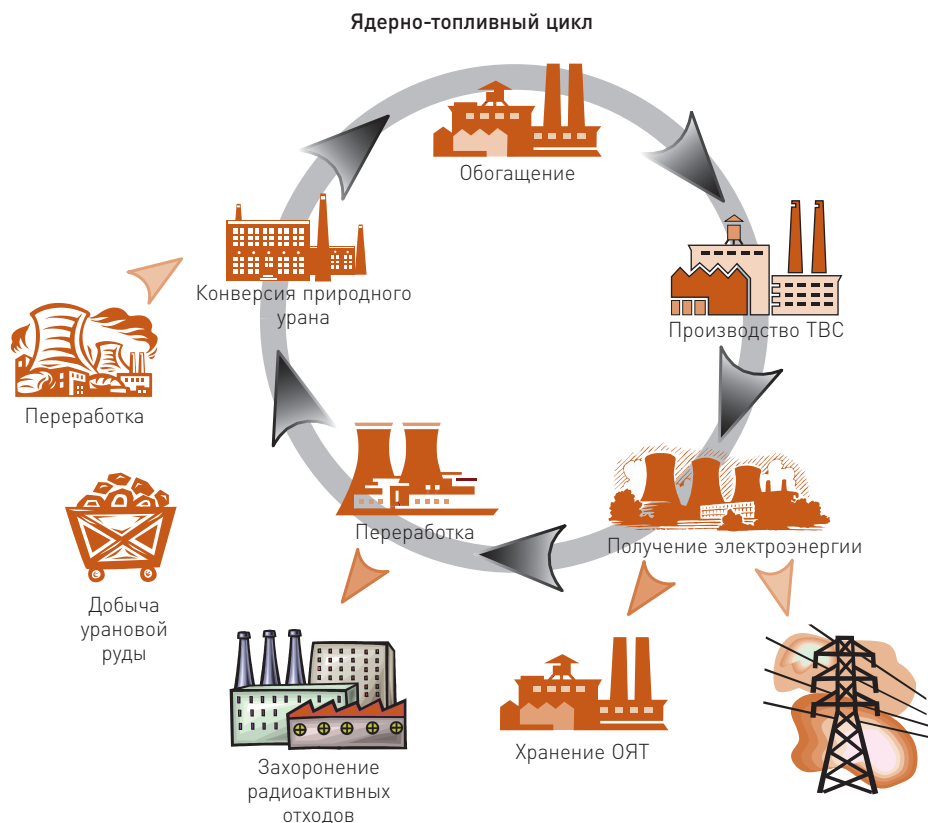 Ядерно-топливный цикл
Обогащение
Конверсия природного
урана
Производство ТВС
Переработка
Переработка
Получение электроэнергии
Добыча
урановой
руды
Хранение ОЯТ
Захоронение
радиоактивных
отходов